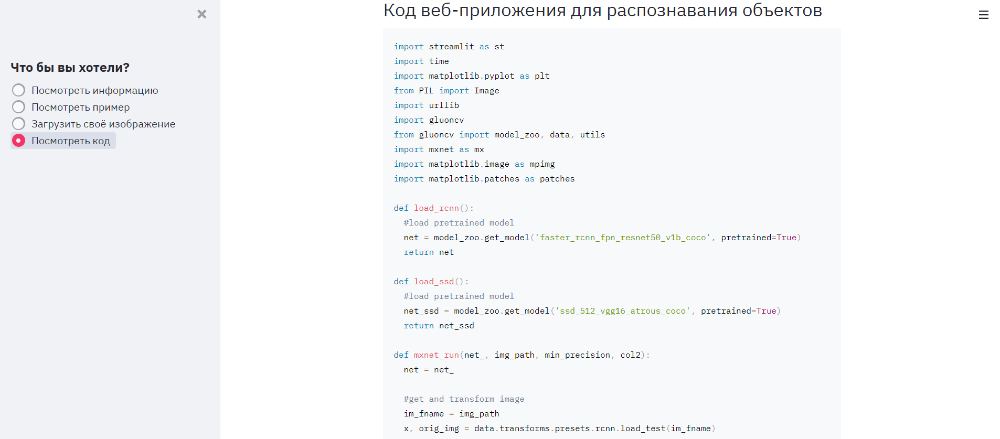 Что бы вы хотели?
Посмотреть информацию
Посмотреть пример
Загрузить своё изображение
Посмотреть код
Код веб-приложения для распознавания объектов
import streamlit as st
import time
import matplotlib.pyplot as plt
from PIL import Image
import urllib
import gluoncv
from gluoncv import model_zoo, data, utils
import mxnet as mx
import matplotlib.image as mpimg
import matplotlib.patches as patches
def load_rcnn():
  #load pretrained model
  net = model_zoo.get_model('faster_rcnn_fpn_resnet50_v1b_coco', pretrained=True)
  return net
def load_ssd():
  #load pretrained model
  net_ssd = model_zoo.get_model('ssd_512_vgg16_atrous_coco', pretrained=True)
  return net_ssd
def mxnet_run(net_, img_path, min_precision, col2):
  net = net_
  #get and transform image
  im_fname = img_path
  x, orig_img = data.transforms.presets.rcnn.load_test(im_fname)